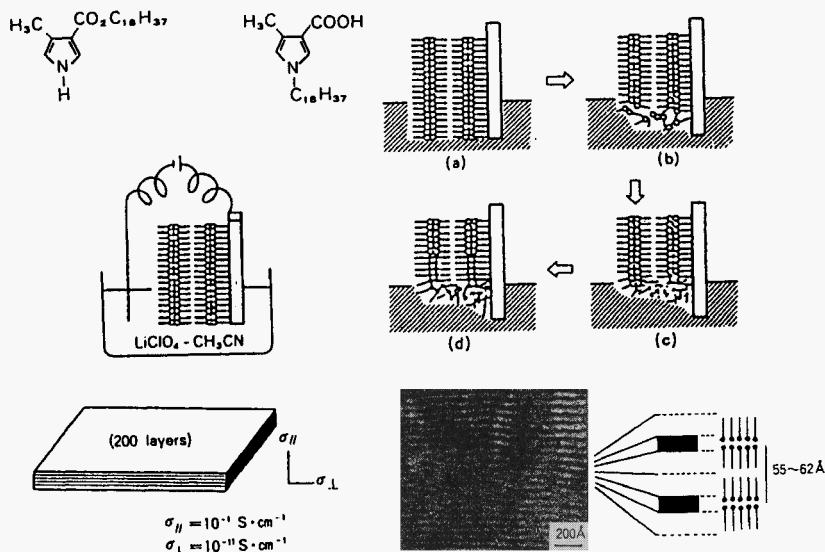 H₃C
CO₂C₁₈H₃₇
N
H
H₃C
COOH
N
C₁₈H₃₇
(a)
(b)
(d)
(c)
LiClO₄ - CH₃CN
(200 layers)
σ//
σ⊥
σ// = 10⁻¹ S·cm⁻¹
σ⊥ = 10⁻¹¹ S·cm⁻¹
200Å
55~62Å